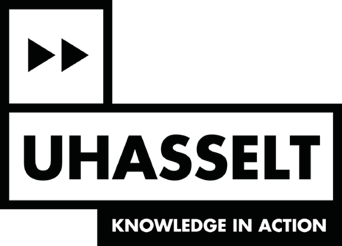 UHASSELT
KNOWLEDGE IN ACTION